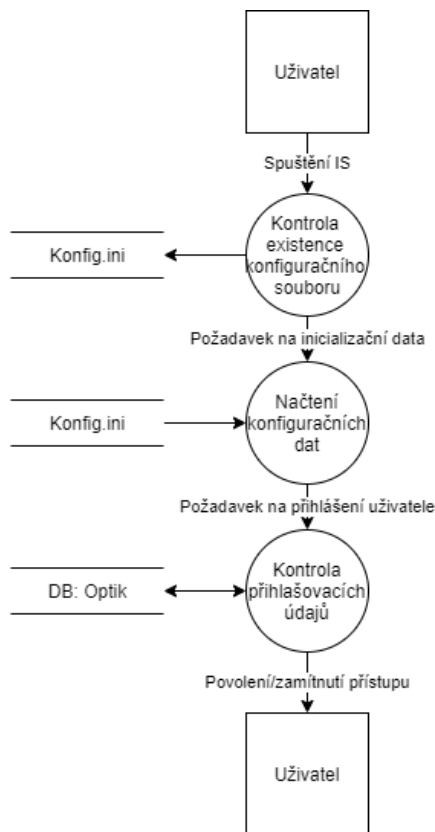 Uživatel
Spuštění IS
Kontrola
existence
konfiguračního
souboru
Konfig.ini
Požadavek na inicializační data
Načtení
konfiguračních
dat
Konfig.ini
Požadavek na přihlášení uživatele
Kontrola
přihlašovacích
údajů
DB: Optik
Povolení/zamítnutí přístupu
Uživatel